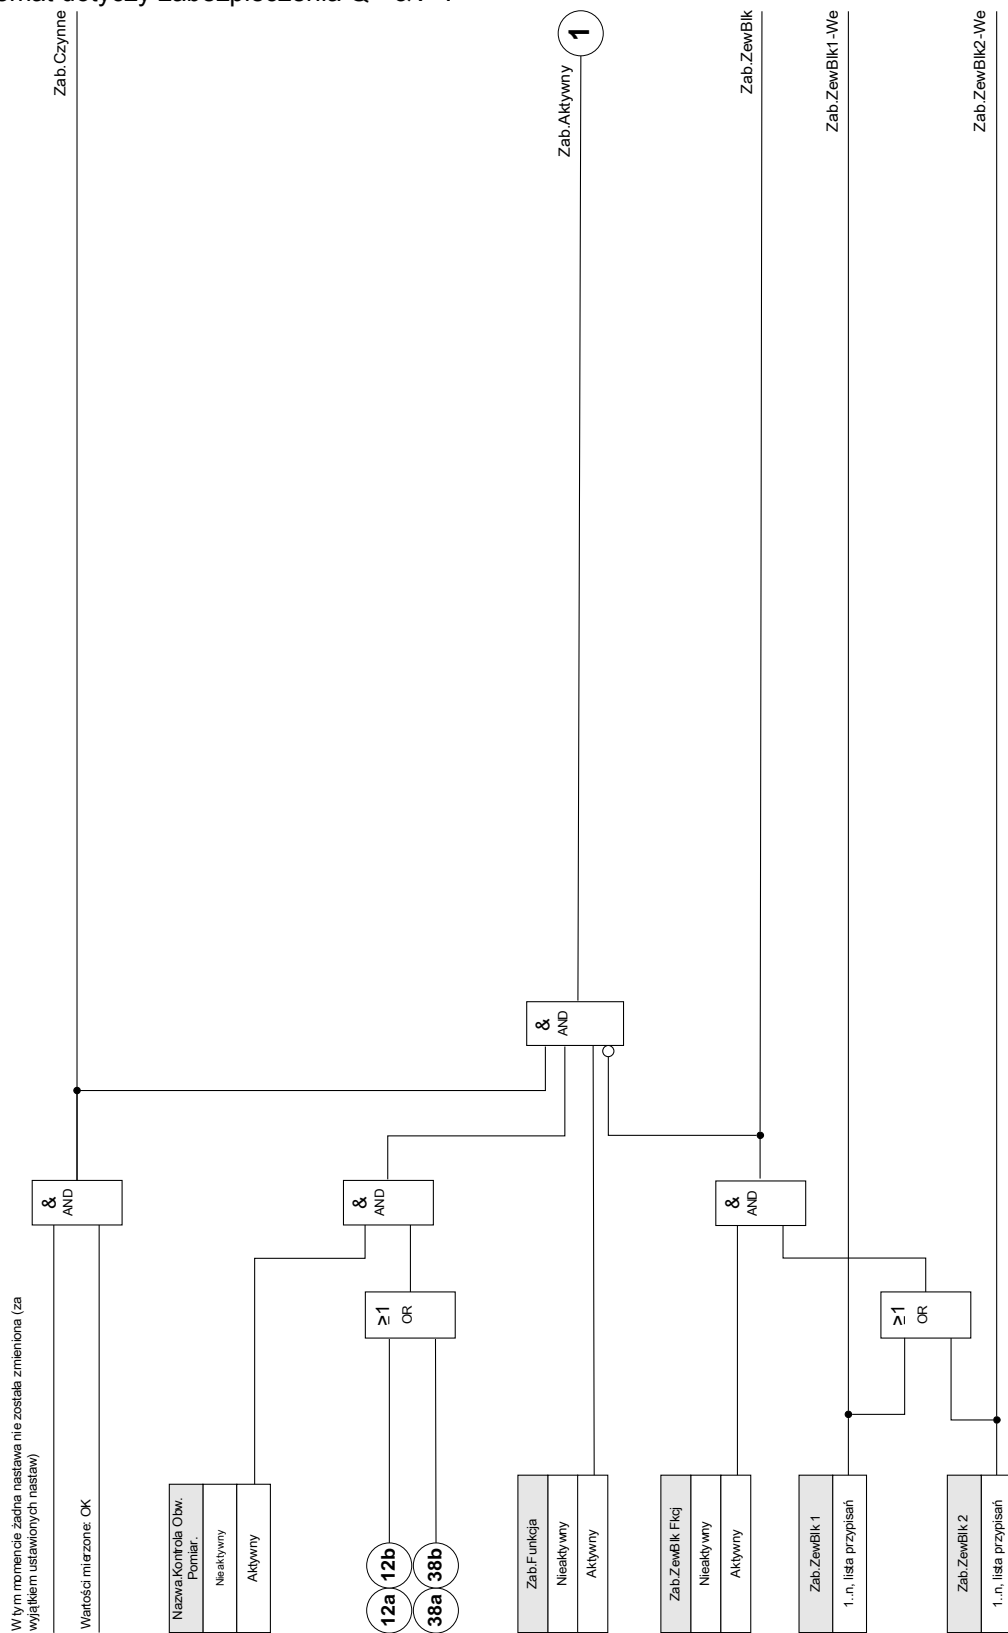 Zab.Czynne
Zab.Aktywny
1
Zab.ZewBlk
Zab.ZewBlk1-We
Zab.ZewBlk2-We
&
AND
&
AND
&
AND
&
AND
≥1
OR
≥1
OR
W tym momencie żadna nastawa nie została zmieniona (za
wyjątkiem ustawionych nastaw)
Wartości mierzone: OK
Nazwa.Kontrola Obw.
Pomiar.
Nieaktywny
Aktywny
12a
12b
38a
38b
Zab.Funkcja
Nieaktywny
Aktywny
Zab.ZewBlk Fkcj
Nieaktywny
Aktywny
Zab.ZewBlk 1
1..n, lista przypisań
Zab.ZewBlk 2
1..n, lista przypisań